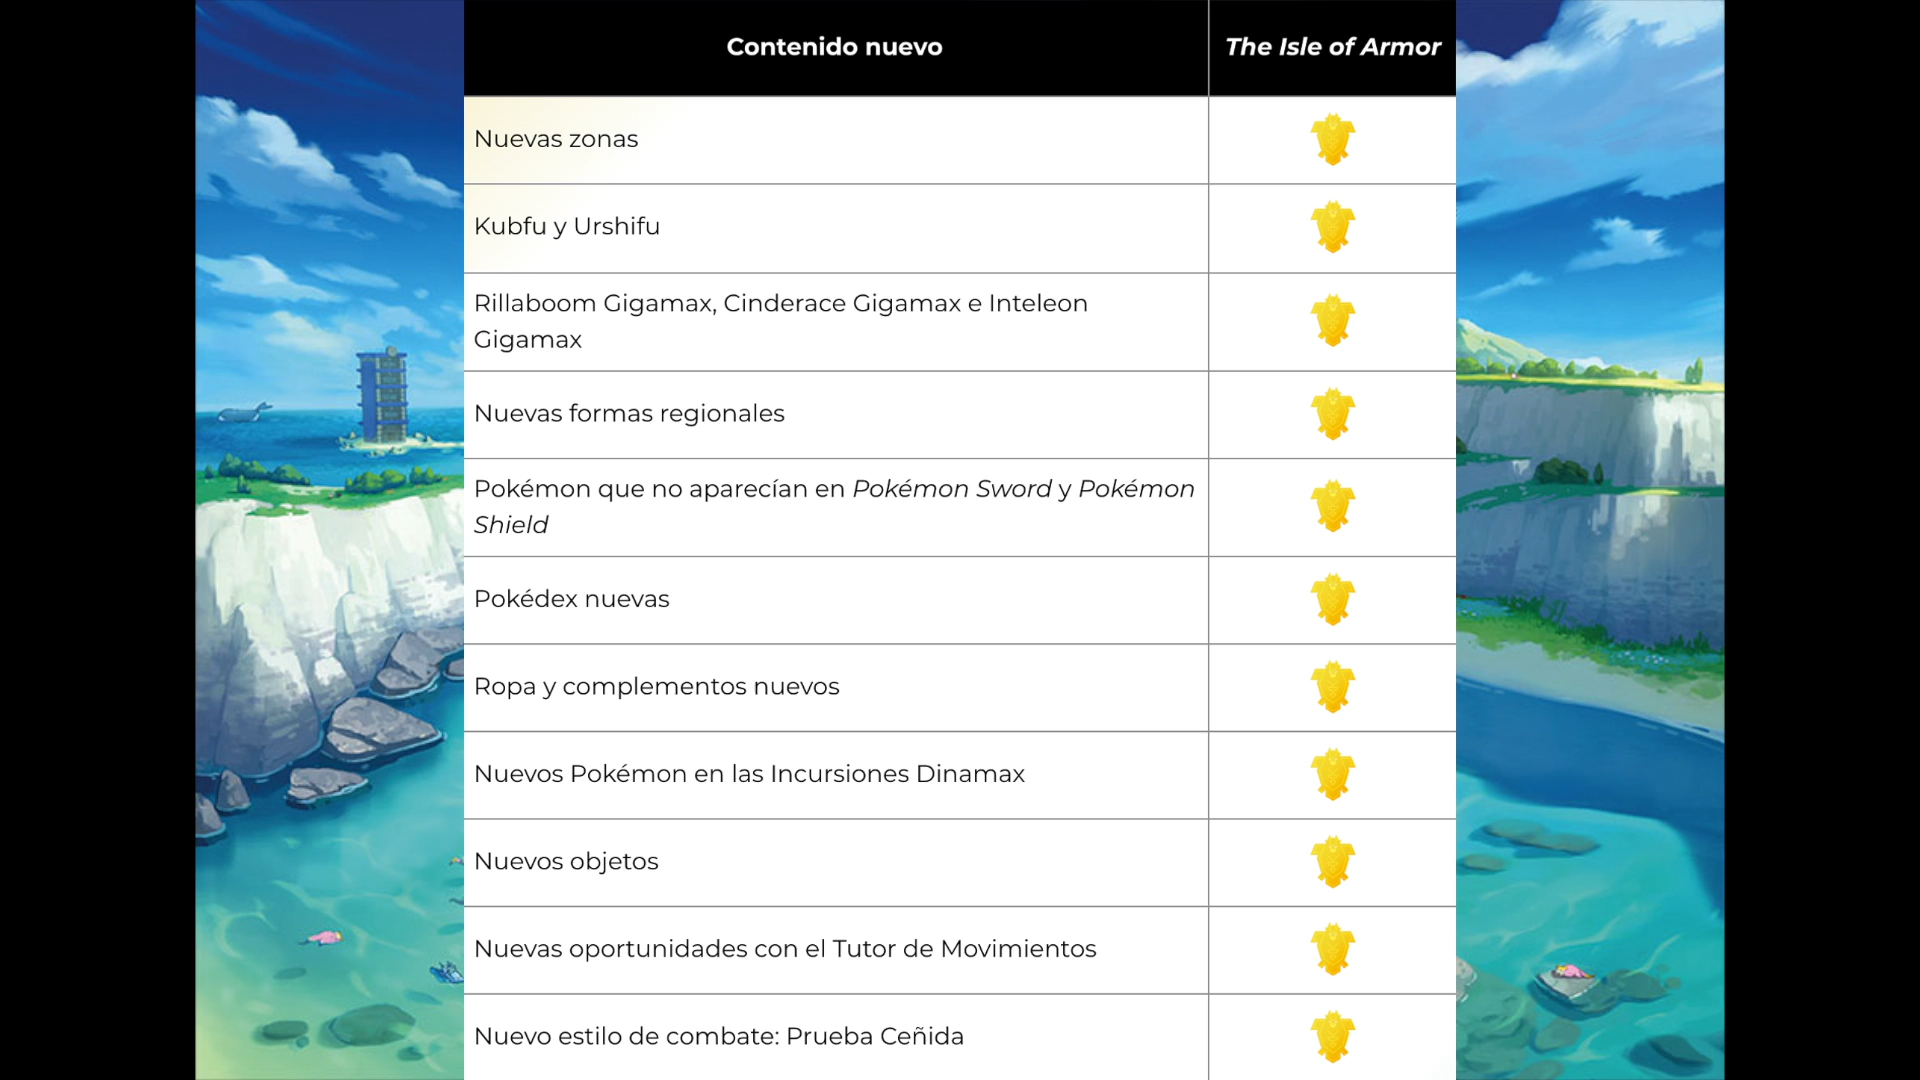 Contenido nuevo
The Isle of Armor
Nuevas zonas
Kubfu y Urshifu
Rillaboom Gigamax, Cinderace Gigamax e Inteleon
Gigamax
Nuevas formas regionales
Pokémon que no aparecían en Pokémon Sword y Pokémon
Shield
Pokédex nuevas
Ropa y complementos nuevos
Nuevos Pokémon en las Incursiones Dinamax
Nuevos objetos
Nuevas oportunidades con el Tutor de Movimientos
Nuevo estilo de combate: Prueba Ceñida